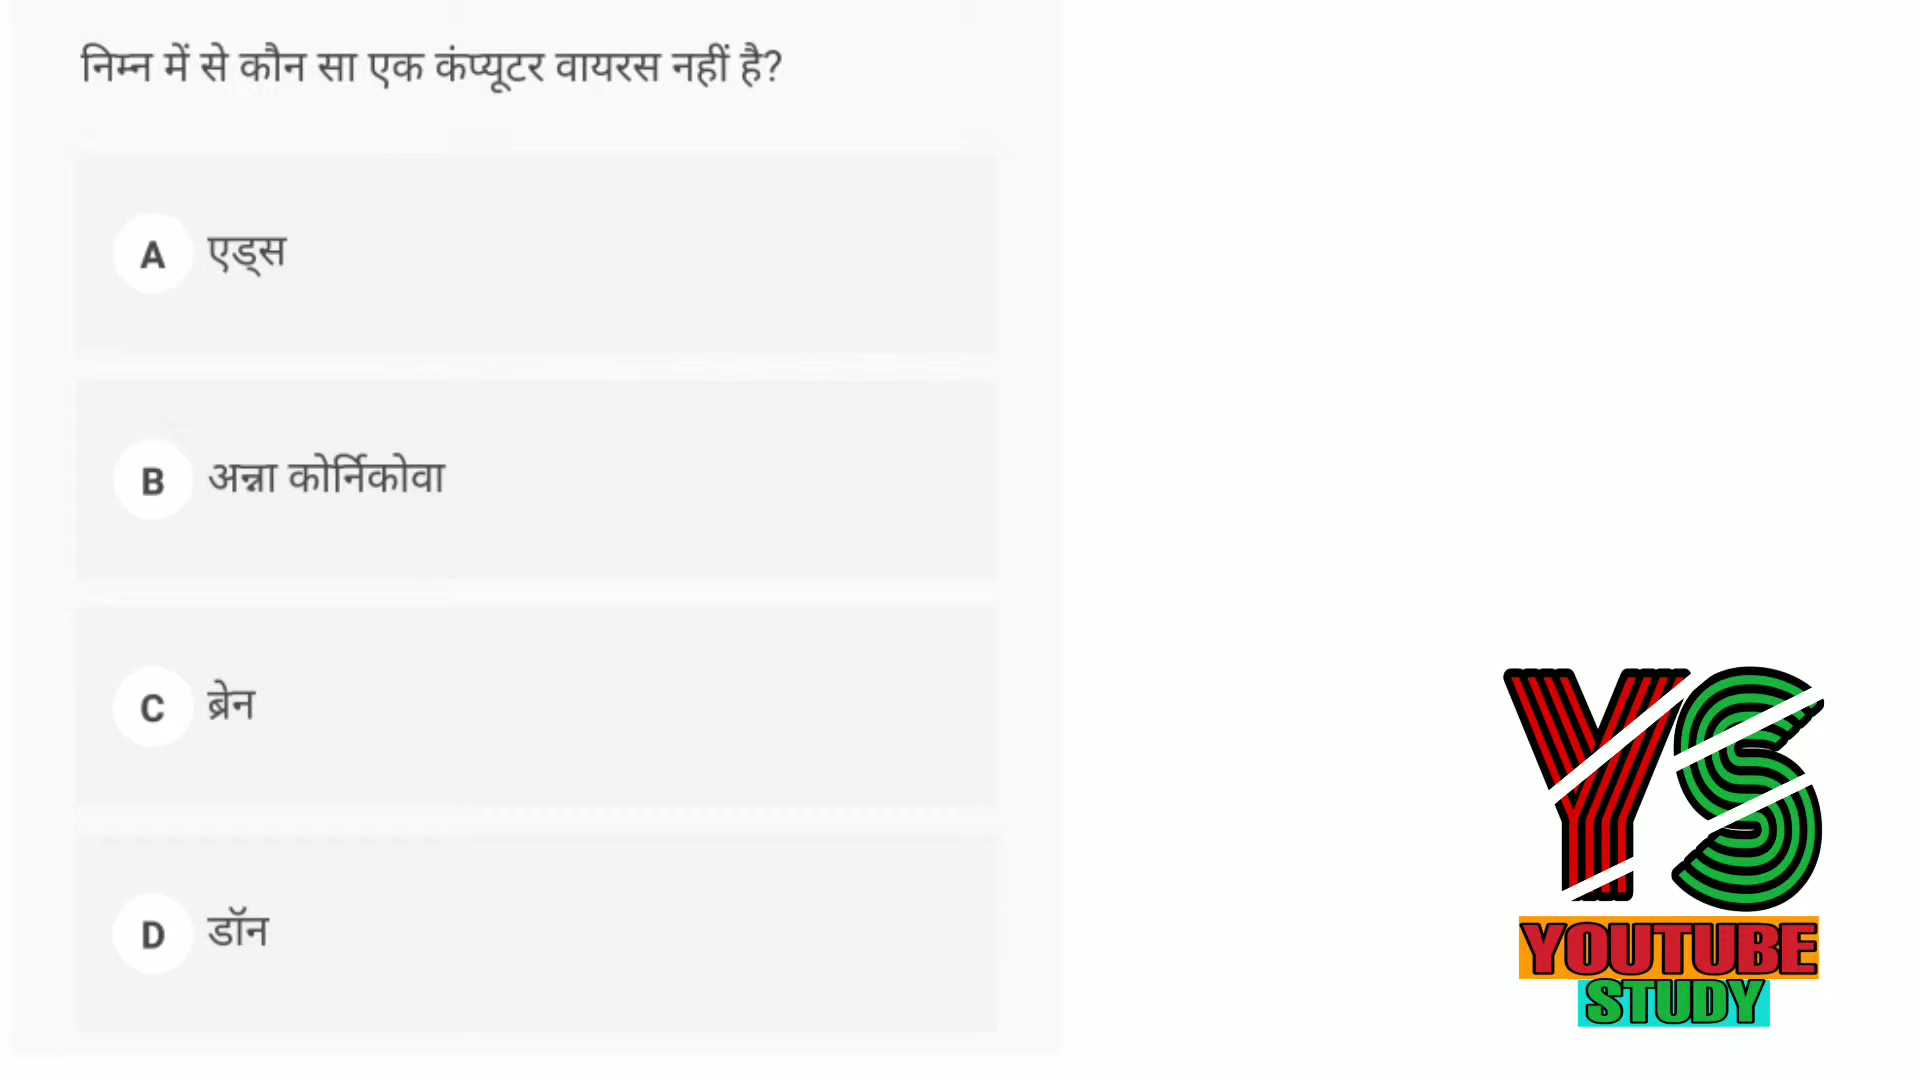 निम्न में से कौन सा एक कंप्यूटर वायरस नहीं है?
A एड्स
B अन्ना कोर्निकोवा
C ब्रेन
D डॉन
YS
YOUTUBE
STUDY